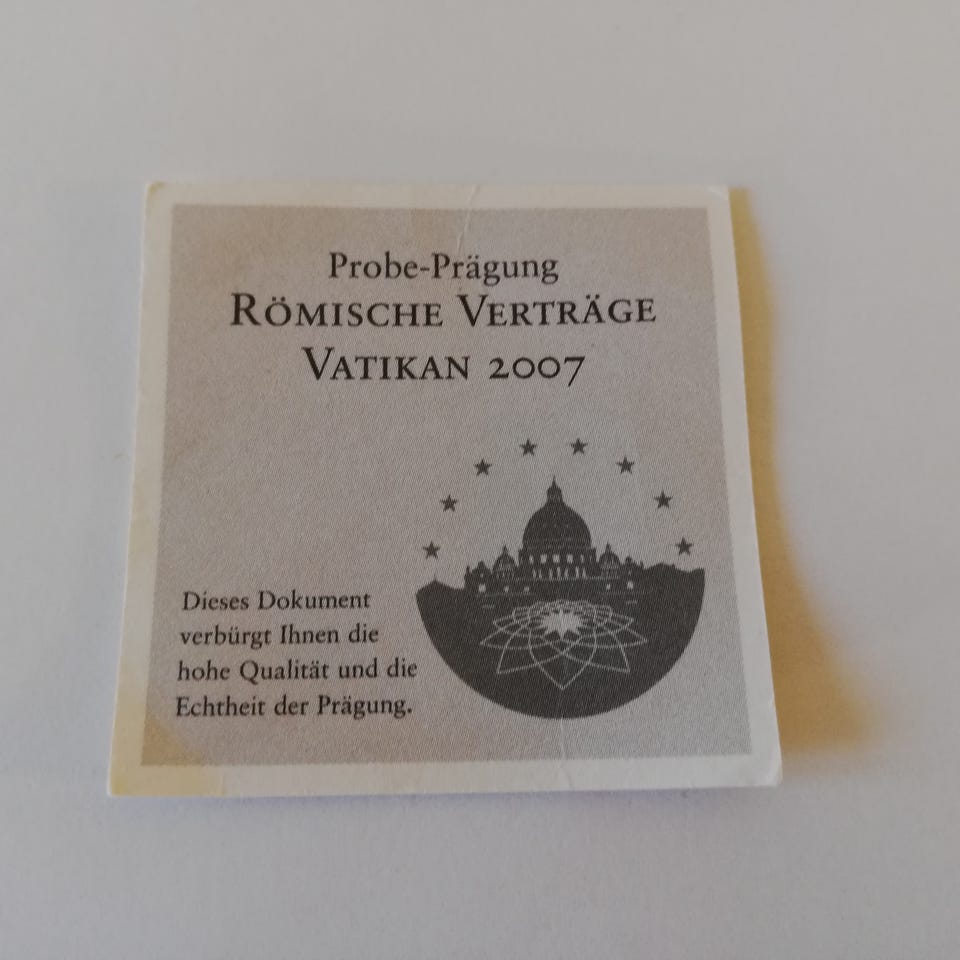 Probe-Prägung
RÖMISCHE VERTRÄGE
VATIKAN 2007
Dieses Dokument
verbürgt Ihnen die
hohe Qualität und die
Echtheit der Prägung.